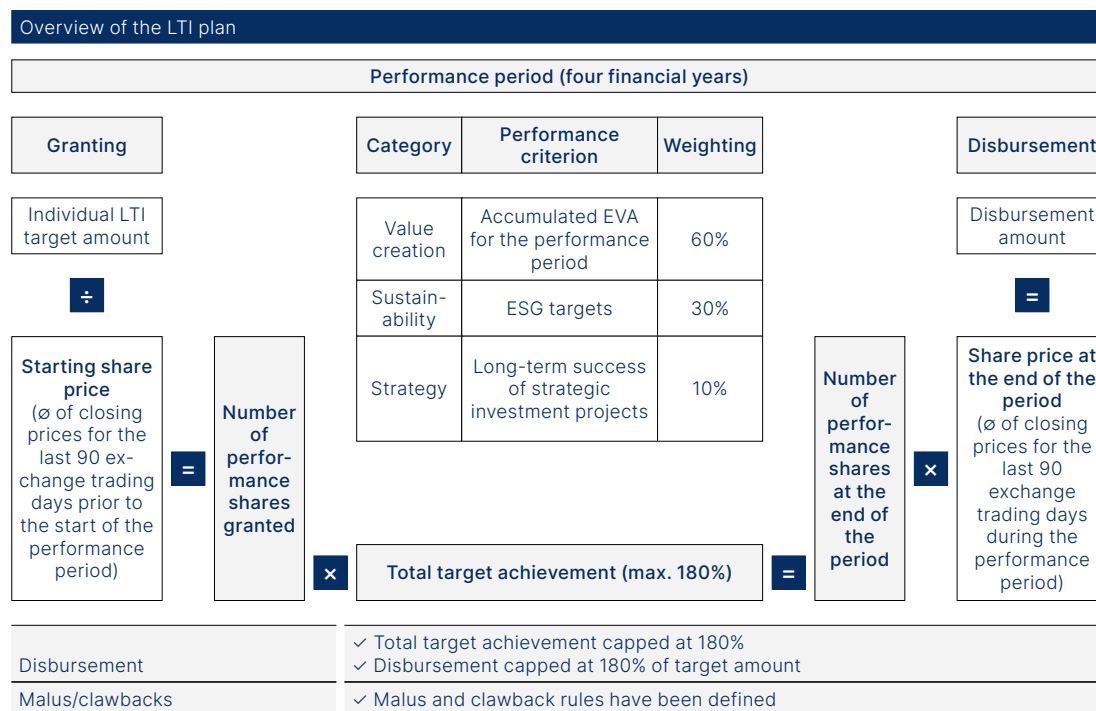 Overview of the LTI plan
Performance period (four financial years)
Granting
Category
Performance
criterion
Weighting
Disbursement
Individual LTI
target amount
÷
Starting share
price
(ø of closing
prices for the
last 90 ex-
change trading
days prior to
the start of the
performance
period)
=
Number
of
perfor-
mance
shares
granted
×
Value
creation
Accumulated EVA
for the performance
period
60%
Sustain-
ability
ESG targets
30%
Strategy
Long-term success
of strategic
investment projects
10%
Total target achievement (max. 180%)
=
Number
of
perfor-
mance
shares
at the
end of
the
period
×
Disbursement
amount
=
Share price at
the end of the
period
(ø of closing
prices for the
last 90
exchange
trading days
during the
performance
period)
Disbursement
✓ Total target achievement capped at 180%
✓ Disbursement capped at 180% of target amount
Malus/clawbacks
✓ Malus and clawback rules have been defined